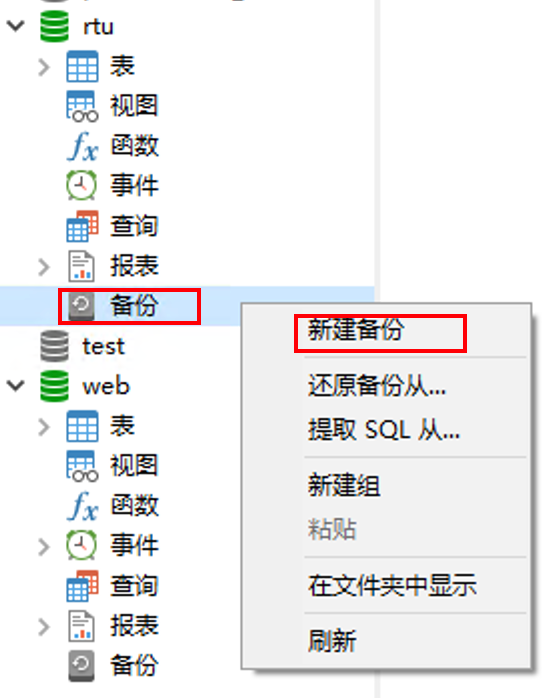 rtu
表
视图
fx 函数
事件
查询
报表
备份
新建备份
还原备份从...
提取 SQL 从...
新建组
粘贴
在文件夹中显示
刷新
test
web
表
视图
fx 函数
事件
查询
报表
备份